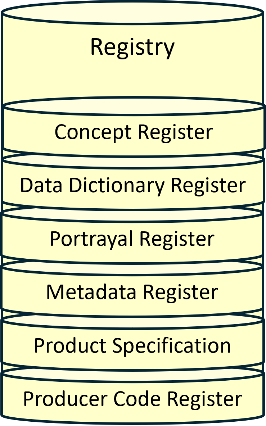 Registry
Concept Register
Data Dictionary Register
Portrayal Register
Metadata Register
Product Specification
Producer Code Register